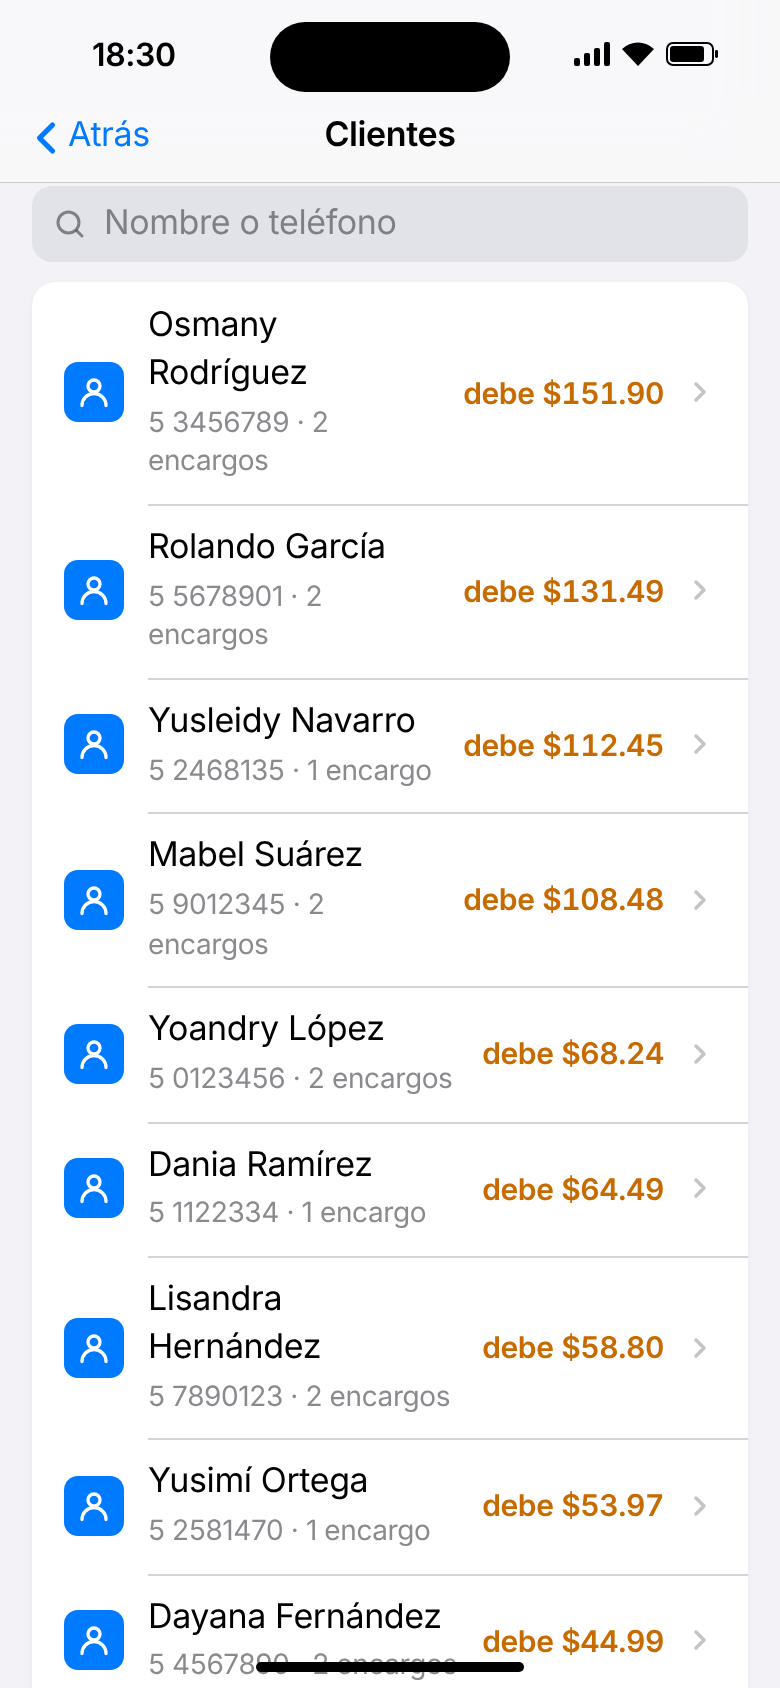 18:30
Atrás
Clientes
Nombre o teléfono
Osmany
Rodríguez
5 3456789 · 2
encargos
debe $151.90
Rolando García
5 5678901 · 2
encargos
debe $131.49
Yusleidy Navarro
5 2468135 · 1 encargo
debe $112.45
Mabel Suárez
5 9012345 · 2
encargos
debe $108.48
Yoandry López
5 0123456 · 2 encargos
debe $68.24
Dania Ramírez
5 1122334 · 1 encargo
debe $64.49
Lisandra
Hernández
5 7890123 · 2 encargos
debe $58.80
Yusimí Ortega
5 2581470 · 1 encargo
debe $53.97
Dayana Fernández
5 4567890 · 2 encargos
debe $44.99